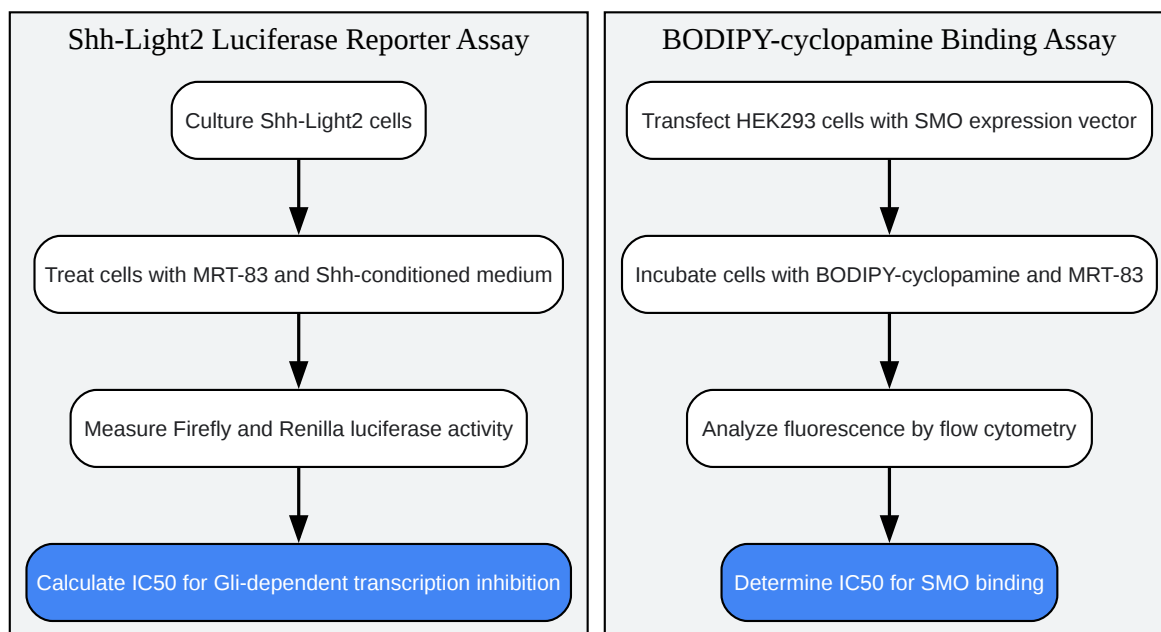 Shh-Light2 Luciferase Reporter Assay
Culture Shh-Light2 cells
Treat cells with MRT-83 and Shh-conditioned medium
Measure Firefly and Renilla luciferase activity
Calculate IC50 for Gli-dependent transcription inhibition
BODIPY-cyclopamine Binding Assay
Transfect HEK293 cells with SMO expression vector
Incubate cells with BODIPY-cyclopamine and MRT-83
Analyze fluorescence by flow cytometry
Determine IC50 for SMO binding